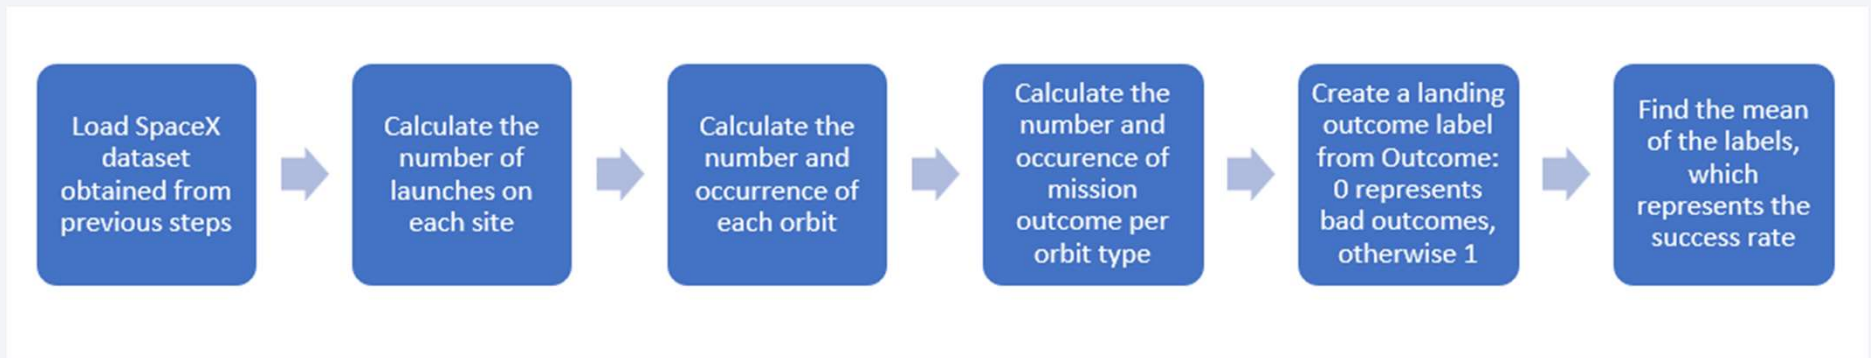 Load SpaceX
dataset
obtained from
previous steps
Calculate the
number of
launches on
each site
Calculate the
number and
occurrence of
each orbit
Calculate the
number and
occurence of
mission
outcome per
orbit type
Create a landing
outcome label
from Outcome:
0 represents
bad outcomes,
otherwise 1
Find the mean
of the labels,
which
represents the
success rate